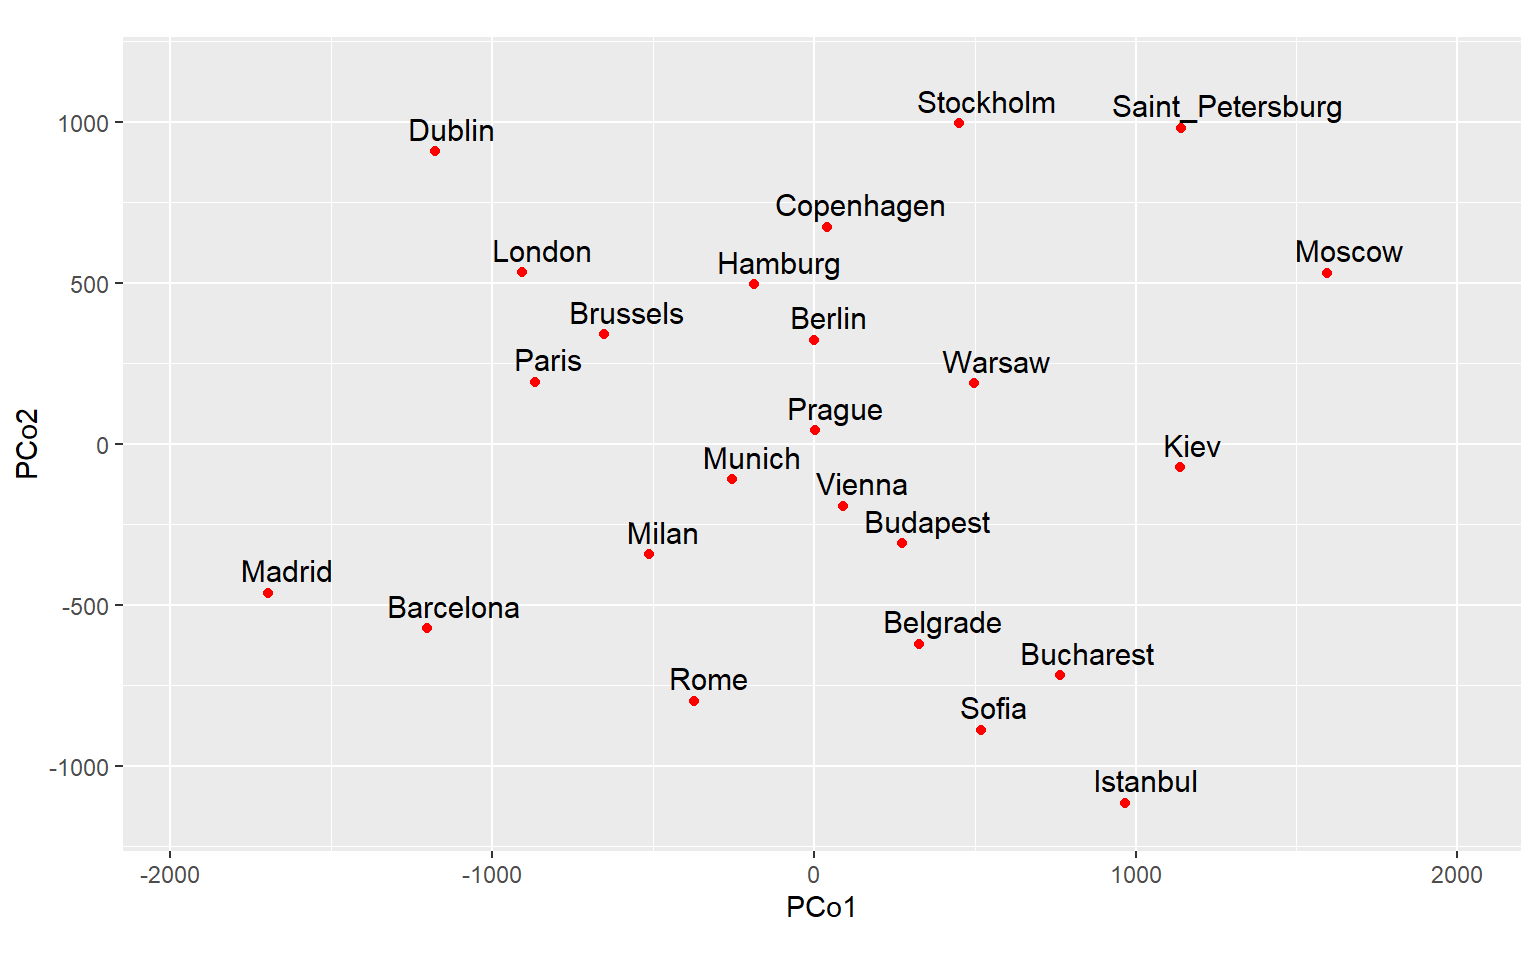 Stockholm
Saint_Petersburg
Dublin
1000
Copenhagen
London
Hamburg
Moscow
500
Brussels
Berlin
Paris
Warsaw
Prague
0
Kiev
Munich
Vienna
Budapest
Milan
Madrid
Barcelona
-500
Belgrade
Bucharest
Rome
Sofia
-1000
Istanbul
PCo2
-2000
-1000
0
1000
2000
PCo1